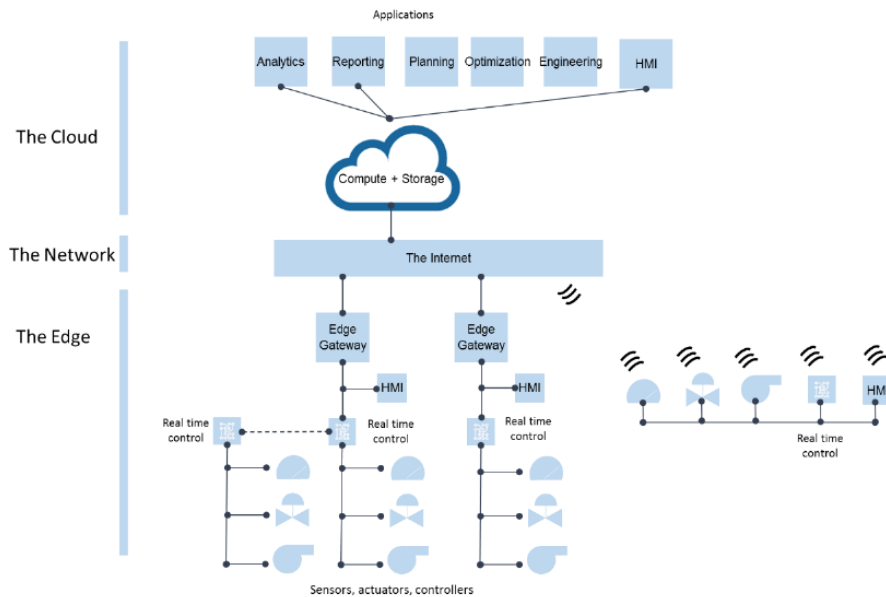 Applications
Analytics
Reporting
Planning
Optimization
Engineering
HMI
The Cloud
Compute + Storage
The Network
The Internet
The Edge
Edge
Gateway
Edge
Gateway
HMI
HMI
HMI
Real time
control
Real time
control
Real time
control
Real time
control
Sensors, actuators, controllers